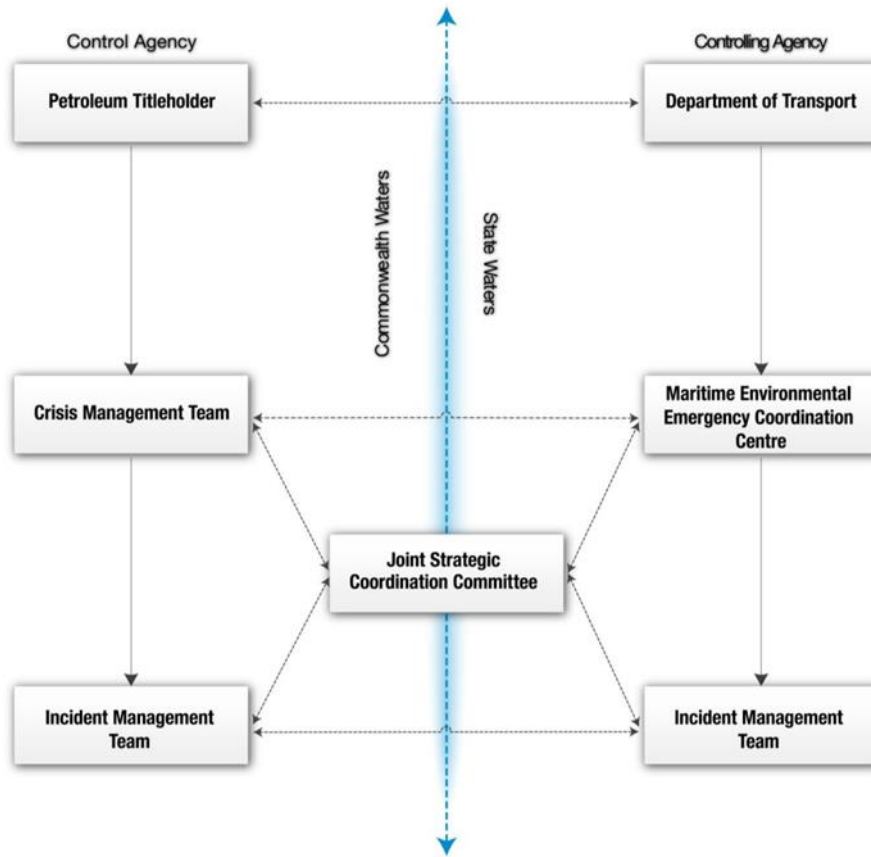 Control Agency
Controlling Agency
Petroleum Titleholder
Department of Transport
Commonwealth Waters
State Waters
Crisis Management Team
Maritime Environmental
Emergency Coordination
Centre
Joint Strategic
Coordination Committee
Incident Management
Team
Incident Management
Team